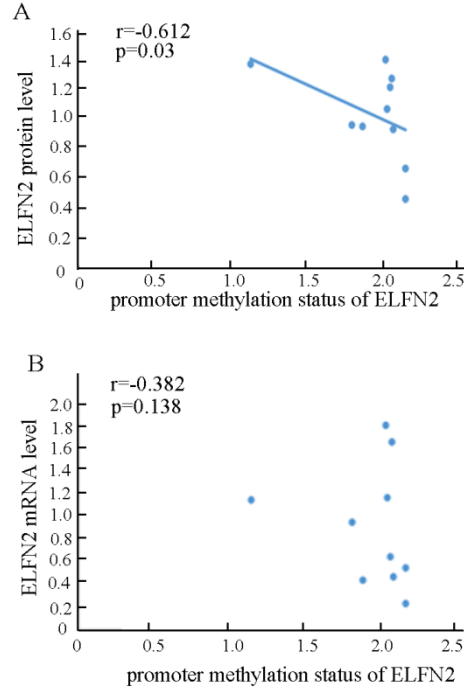 A
r=-0.612
p=0.03
ELFN2 protein level
1.6
1.4
1.2
1.0
0.8
0.6
0.4
0.2
0
0 0.5 1.0 1.5 2.0 2.5
promoter methylation status of ELFN2
B
r=-0.382
p=0.138
ELFN2 mRNA level
2.0
1.8
1.6
1.4
1.2
1.0
0.8
0.6
0.4
0.2
0
0 0.5 1.0 1.5 2.0 2.5
promoter methylation status of ELFN2